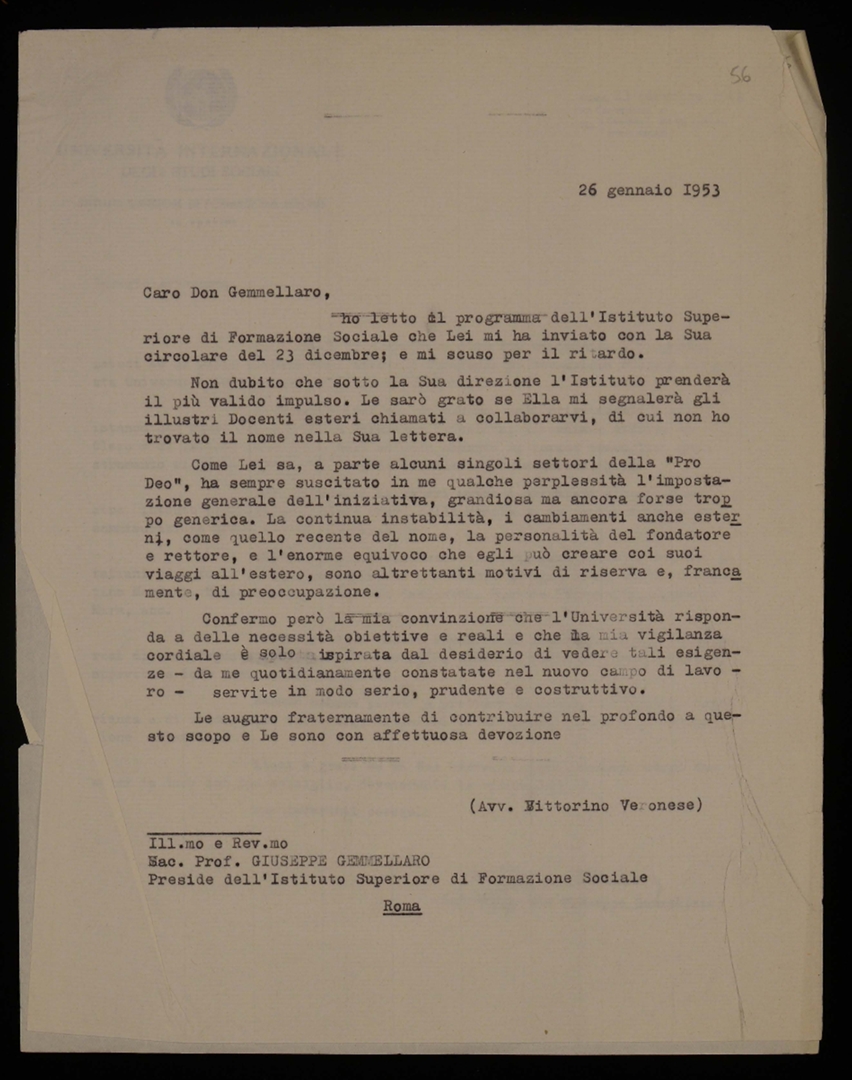 56
26 gennaio 1953
Caro Don Gemmellaro,
ho letto il programma dell'Istituto Supe-
riore di Formazione Sociale che Lei mi ha inviato con la Sua
circolare del 23 dicembre; e mi scuso per il ritardo.
Non dubito che sotto la Sua direzione l'Istituto prenderà
il più valido impulso. Le sarò grato se Ella mi segnalerà gli
illustri Docenti esteri chiamati a collaborarvi, di cui non ho
trovato il nome nella Sua lettera.
Come Lei sa, a parte alcuni singoli settori della "Pro
Deo", ha sempre suscitato in me qualche perplessità l'imposta-
zione generale dell'iniziativa, grandiosa ma ancora forse trop
po generica. La continua instabilità, i cambiamenti anche ester
ni, come quello recente del nome, la personalità del fondatore
e rettore, e l'enorme equivoco che egli può creare coi suoi
viaggi all'estero, sono altrettanti motivi di riserva e, franca
mente, di preoccupazione.
Confermo però la mia convinzione che l'Università rispon-
da a delle necessità obiettive e reali e che la mia vigilanza
cordiale è solo ispirata dal desiderio di vedere tali esigen-
ze - da me quotidianamente constatate nel nuovo campo di lavo -
ro - servite in modo serio, prudente e costruttivo.
Le auguro fraternamente di contribuire nel profondo a que-
sto scopo e Le sono con affettuosa devozione
(Avv. Vittorino Veronese)
Ill.mo e Rev.mo
Sac. Prof. GIUSEPPE GEMMELLARO
Preside dell'Istituto Superiore di Formazione Sociale
Roma
UNIVERSITÀ INTERNAZIONALE
DEGLI STUDI SOCIALI